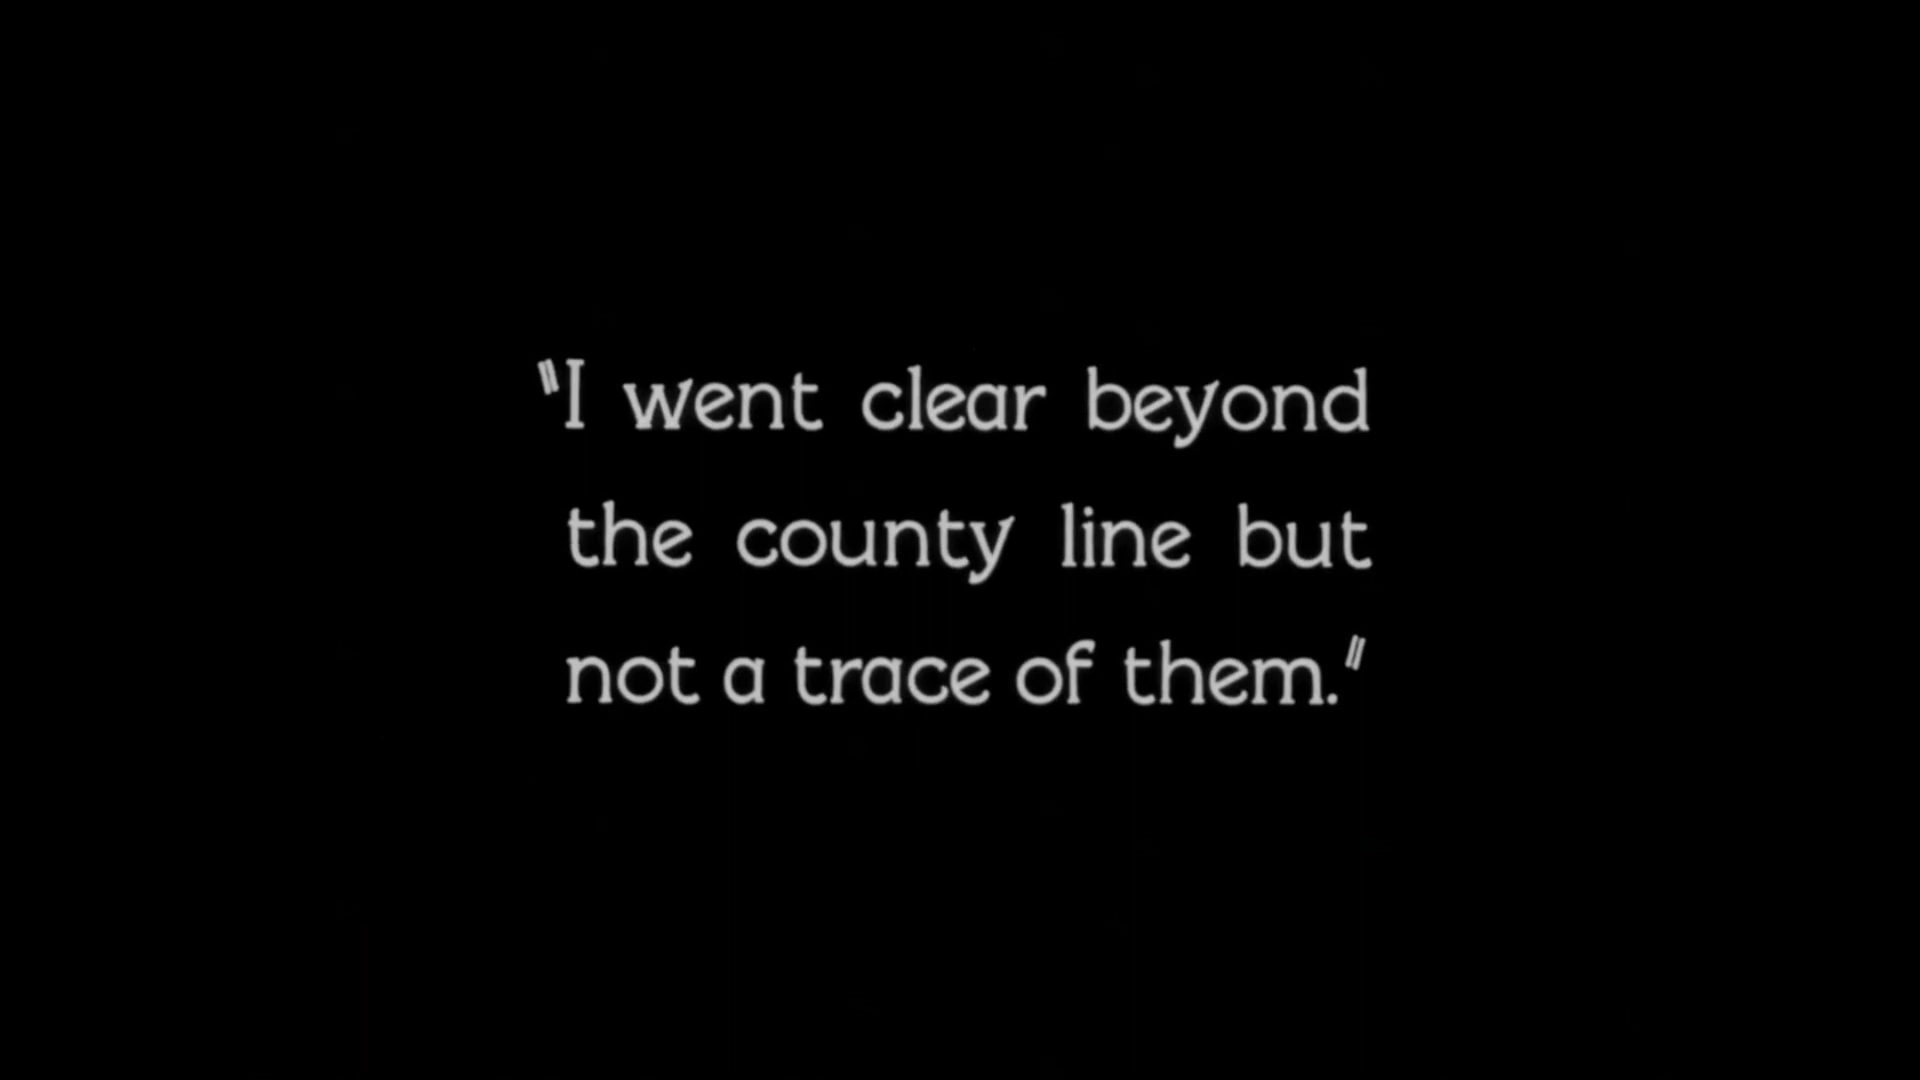 "I went clear beyond
the county line but
not a trace of them."